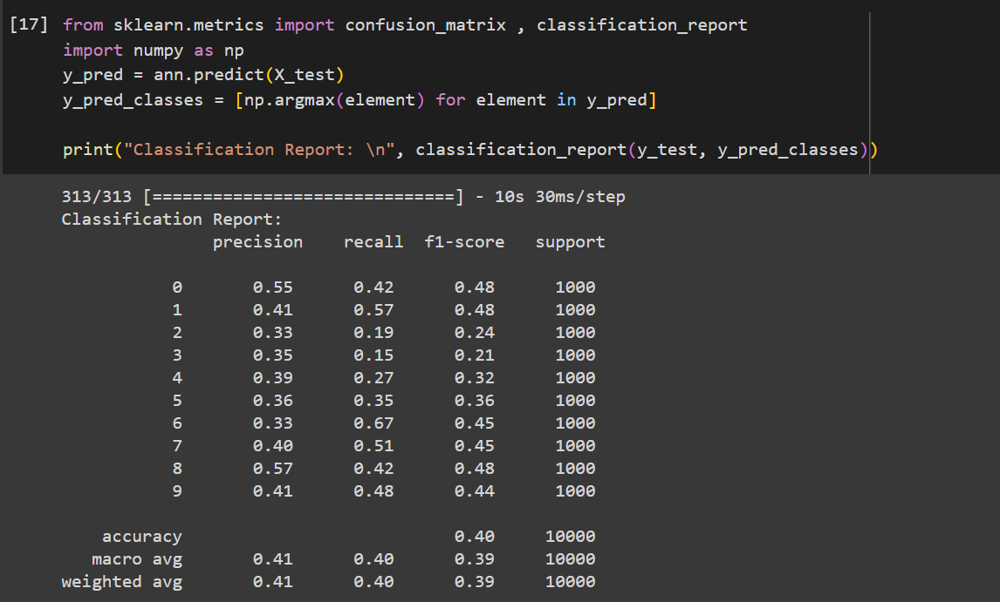 [17] from sklearn.metrics import confusion_matrix , classification_report
import numpy as np
y_pred = ann.predict(X_test)
y_pred_classes = [np.argmax(element) for element in y_pred]
print("Classification Report: \n", classification_report(y_test, y_pred_classes))
313/313 [==============================] - 10s 30ms/step
Classification Report:
precision recall f1-score support
0 0.55 0.42 0.48 1000
1 0.41 0.57 0.48 1000
2 0.33 0.19 0.24 1000
3 0.35 0.15 0.21 1000
4 0.39 0.27 0.32 1000
5 0.36 0.35 0.36 1000
6 0.33 0.67 0.45 1000
7 0.40 0.51 0.45 1000
8 0.57 0.42 0.48 1000
9 0.41 0.48 0.44 1000
accuracy 0.40 10000
macro avg 0.41 0.40 0.39 10000
weighted avg 0.41 0.40 0.39 10000